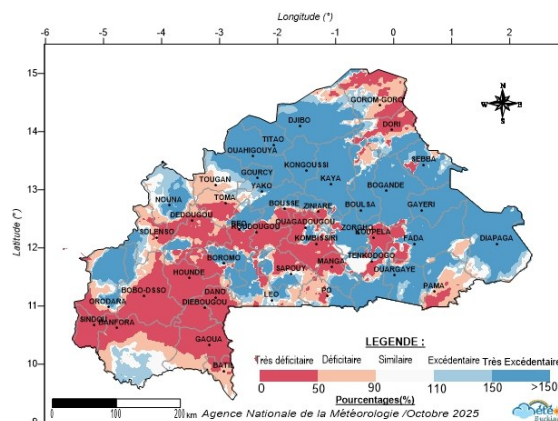 Longitude (°)
-6 -5 -4 -3 -2 -1 0 1 2
Latitude (°)
15
14
13
12
11
10
N
W E
S
GOROM-GORO
DORI
DJIBO
TITAO
OUAHIGOUYA
SEBBA
KONGOUSSI
GOURCY
TOUGAN
YAKO
KAYA
BOGANDE
NOUNA
TOMA
BOUSSE
ZINIARE
BOULSA
GAYERI
DEDOUGOU
REO
KOUDOUGOU
OUAGADOUGOU
ZORGHO
KOUPELA
FADA
SOLENSO
KOMBISSIRI
DIAPAGA
BOROMO
MANGA
TENKODOGO
SAPOUY
OUARGAYE
HOUNDE
PAMA
BOBO-DSSO
DANO
LEO
PO
ORODARA
DIEBOUGOU
SINDOU
BANFORA
GAOUA
BATIE
LEGENDE :
Très déficitaire Déficitaire Similaire Excédentaire Très Excédentaire
0 50 90 110 >150 >150
Pourcentages(%)
0 100 200 km
Agence Nationale de la Météorologie /Octobre 2025
météo
Burkina